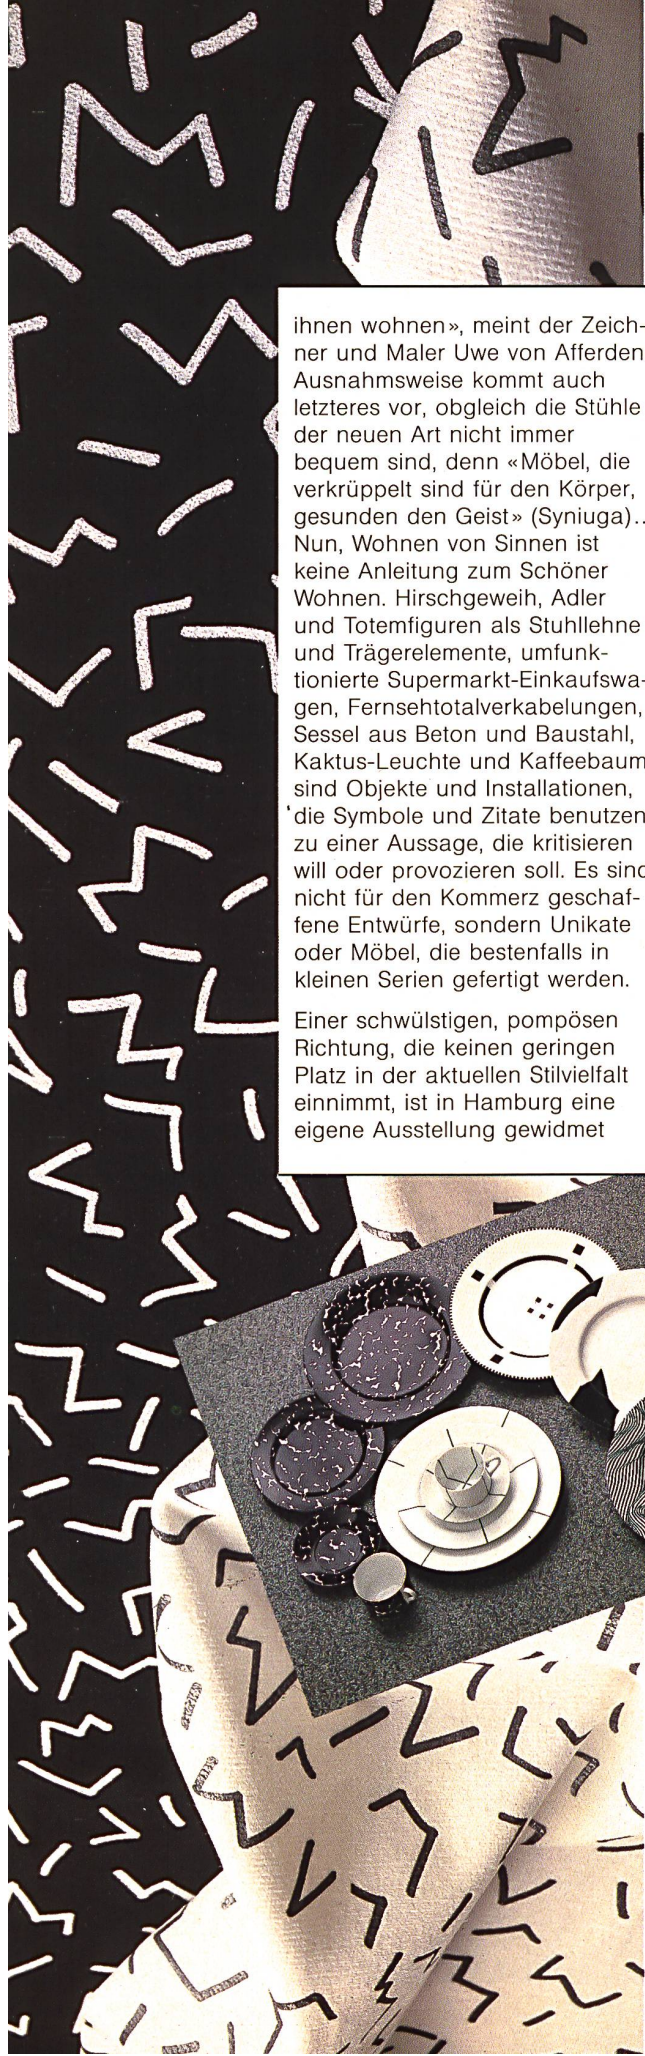 ihnen wohnen», meint der Zeich-
ner und Maler Uwe von Afferden
Ausnahmsweise kommt auch
letzteres vor, obgleich die Stühle
der neuen Art nicht immer
bequem sind, denn «Möbel, die
verkrüppelt sind für den Körper,
gesunden den Geist» (Syniuga)..
Nun, Wohnen von Sinnen ist
keine Anleitung zum Schöner
Wohnen. Hirschgeweih, Adler
und Totemfiguren als Stuhllehne
und Trägerelemente, umfunk-
tionierte Supermarkt-Einkaufswa-
gen, Fernsehtotalverkabelungen,
Sessel aus Beton und Baustahl,
Kaktus-Leuchte und Kaffeebaum
sind Objekte und Installationen,
die Symbole und Zitate benutzen
zu einer Aussage, die kritisieren
will oder provozieren soll. Es sind
nicht für den Kommerz geschaf-
fene Entwürfe, sondern Unikate
oder Möbel, die bestenfalls in
kleinen Serien gefertigt werden.
Einer schwülstigen, pompösen
Richtung, die keinen geringen
Platz in der aktuellen Stilvielfalt
einnimmt, ist in Hamburg eine
eigene Ausstellung gewidmet